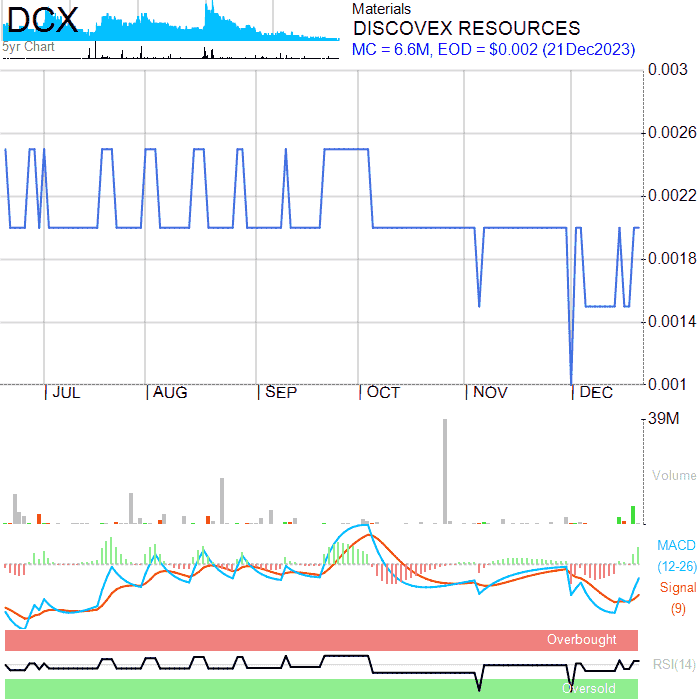 DCX
5yr Chart
Materials
DISCOVEX RESOURCES
MC = 6.6M, EOD = $0.002 (21Dec2023)
0.003
0.0026
0.0022
0.0018
0.0014
0.001
JUL AUG SEP OCT NOV DEC
39M
Volume
MACD
(12-26)
Signal
(9)
Overbought
RSI(14)
Oversold